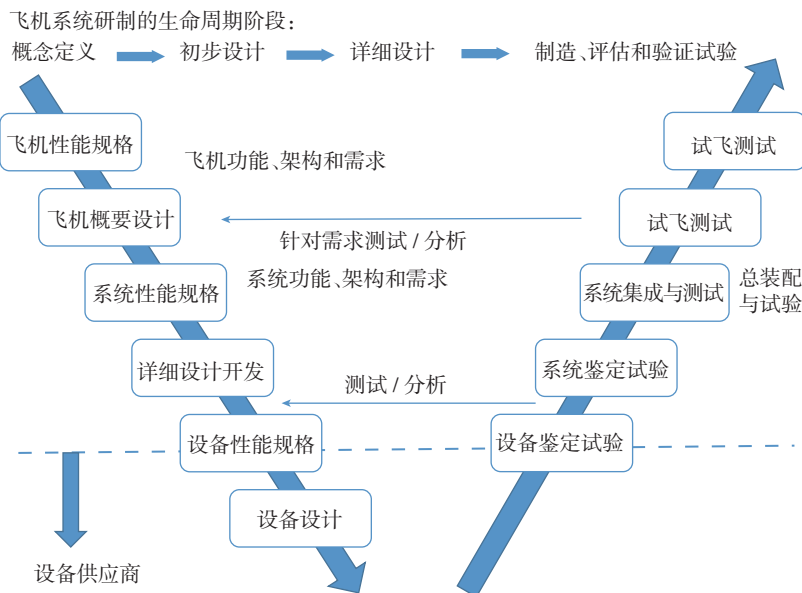 飞机系统研制的生命周期阶段：
概念定义 初步设计 详细设计 制造、评估和验证试验
飞机性能规格
试飞测试
飞机功能、架构和需求
飞机概要设计
试飞测试
针对需求测试 / 分析
系统功能、架构和需求
系统性能规格
系统集成与测试
总装配
与试验
详细设计开发
系统鉴定试验
测试 / 分析
设备性能规格
设备鉴定试验
设备设计
设备供应商